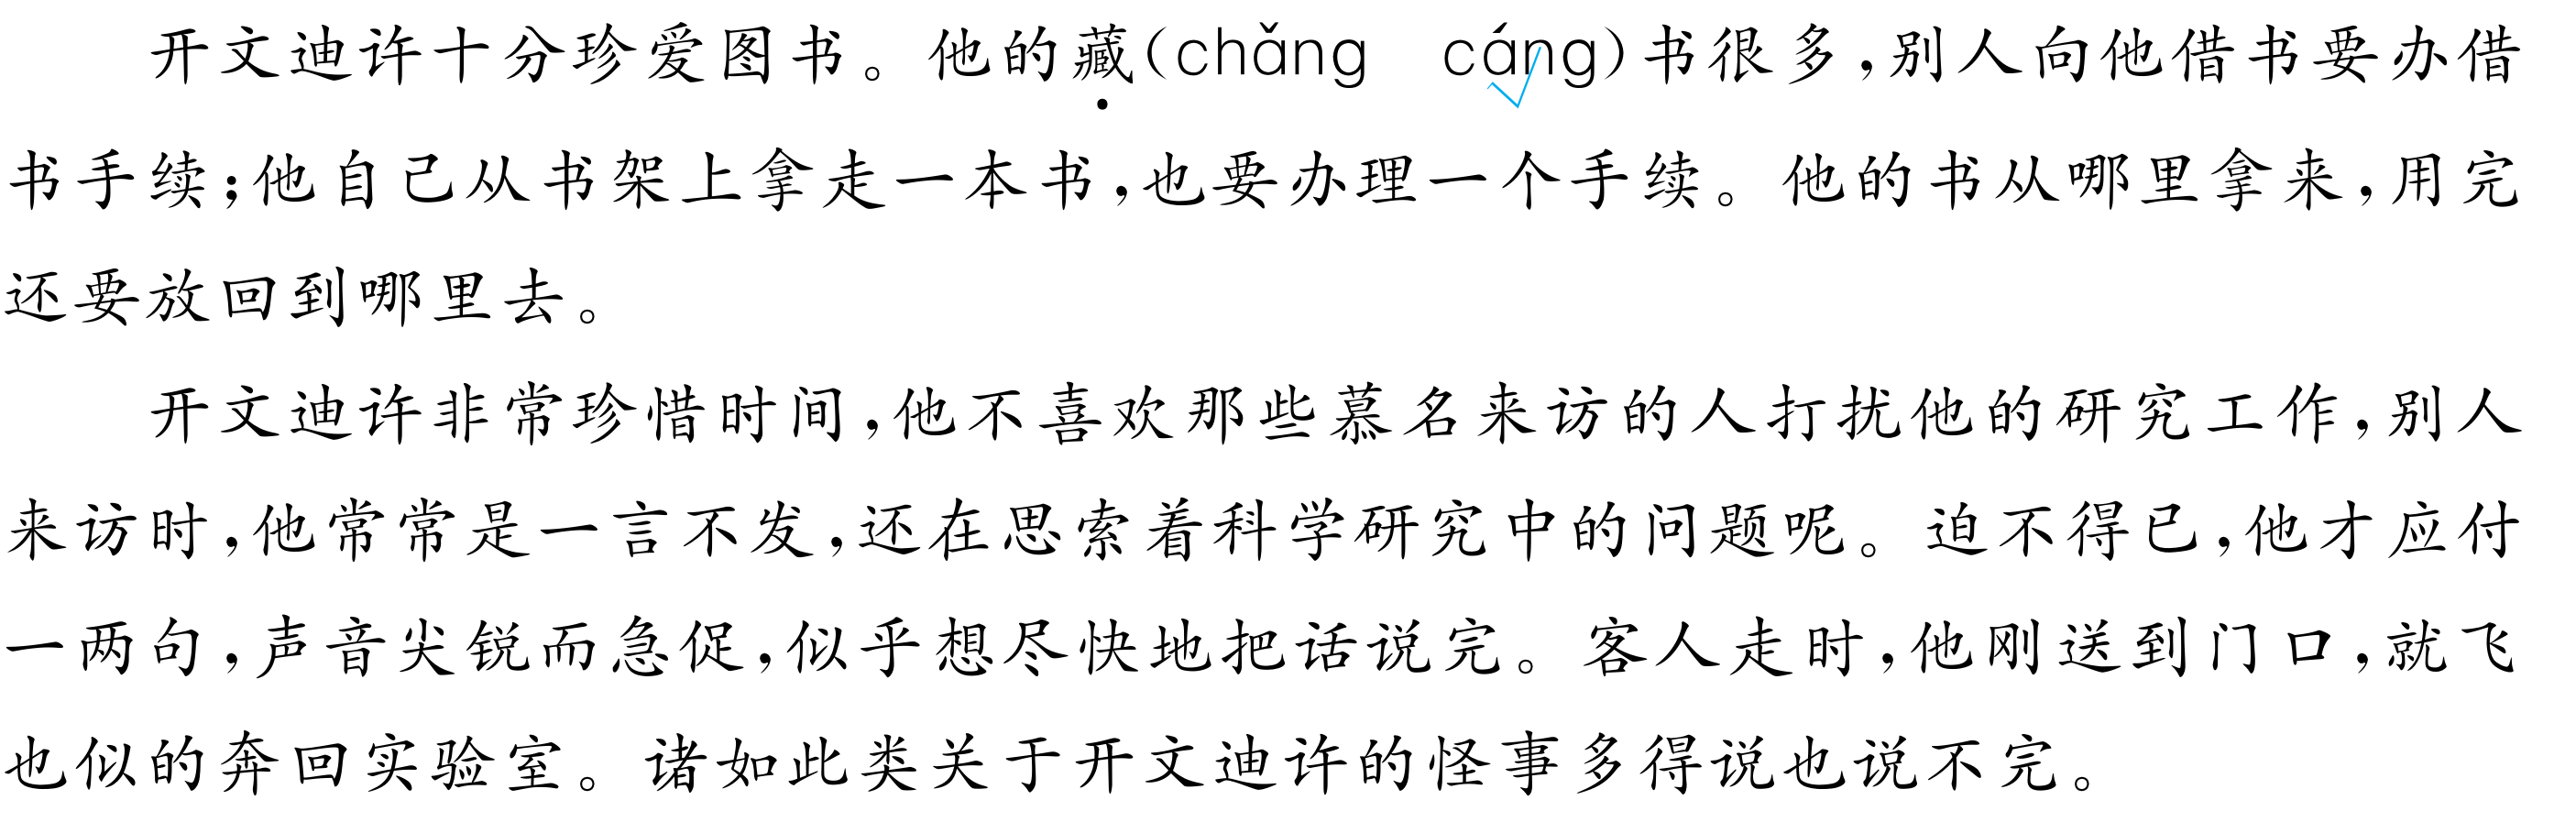 开文迪许十分珍爱图书。他的藏(chǎng cáng)书很多,别人向他借书要办借
书手续;他自己从书架上拿走一本书,也要办理一个手续。他的书从哪里拿来,用完
还要放回到哪里去。
开文迪许非常珍惜时间,他不喜欢那些慕名来访的人打扰他的研究工作,别人
来访时,他常常是一言不发,还在思索着科学研究中的问题呢。迫不得已,他才应付
一两句,声音尖锐而急促,似乎想尽快地把话说完。客人走时,他刚送到门口,就飞
也似的奔回实验室。诸如此类关于开文迪许的怪事多得说也说不完。